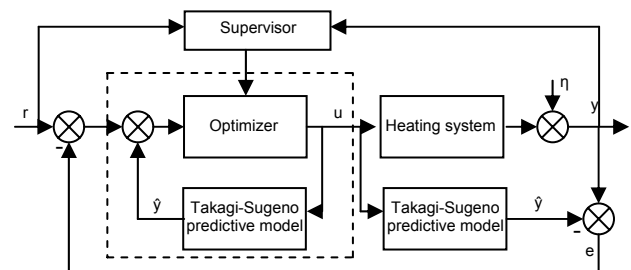 Supervisor
η
r
u
y
Optimizer
Heating system
-
ŷ
Takagi-Sugeno
predictive model
Takagi-Sugeno
predictive model
ŷ
-
e